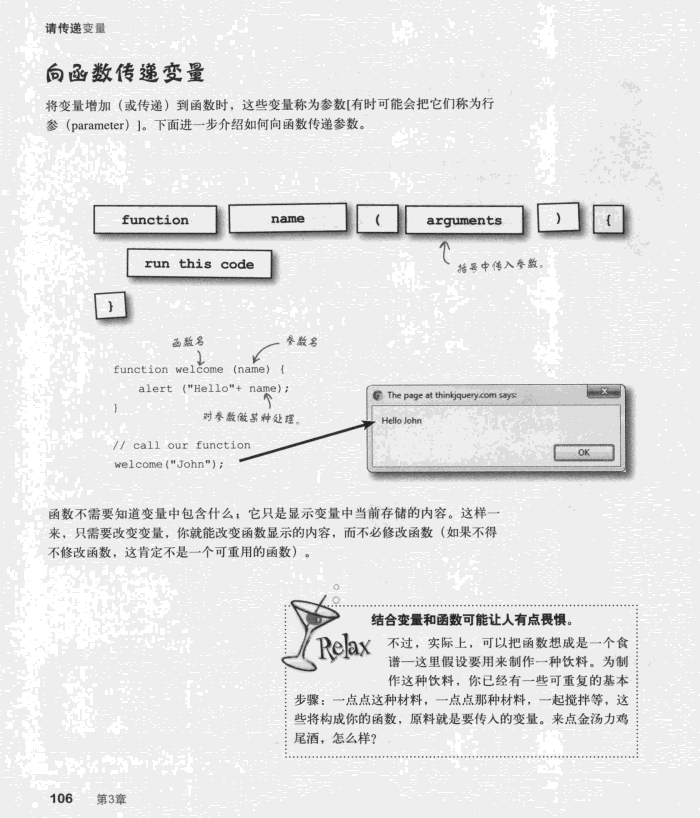 请传递变量
向函数传递变量
将变量增加（或传递）到函数时，这些变量称为参数[有时可能会把它们称为行
参（parameter）]。下面进一步介绍如何向函数传递参数。
function name ( arguments ) {
括号中传入参数。
run this code
}
函数名 参数名
function welcome (name) {
alert ("Hello"+ name);
}
对参数做某种处理。
// call our function
welcome("John");
The page at thinkjquery.com says:
Hello John
OK
函数不需要知道变量中包含什么；它只是显示变量中当前存储的内容。这样一
来，只需要改变变量，你就能改变函数显示的内容，而不必修改函数（如果不得
不修改函数，这肯定不是一个可重用的函数）。
Relax
结合变量和函数可能让人有点畏惧。
不过，实际上，可以把函数想成是一个食
谱—这里假设要用来制作一种饮料。为制
作这种饮料，你已经有一些可重复的基本
步骤：一点点这种材料，一点点那种材料，一起搅拌等，这
些将构成你的函数，原料就是要传入的变量。来点金汤力鸡
尾酒，怎么样？
106 第3章